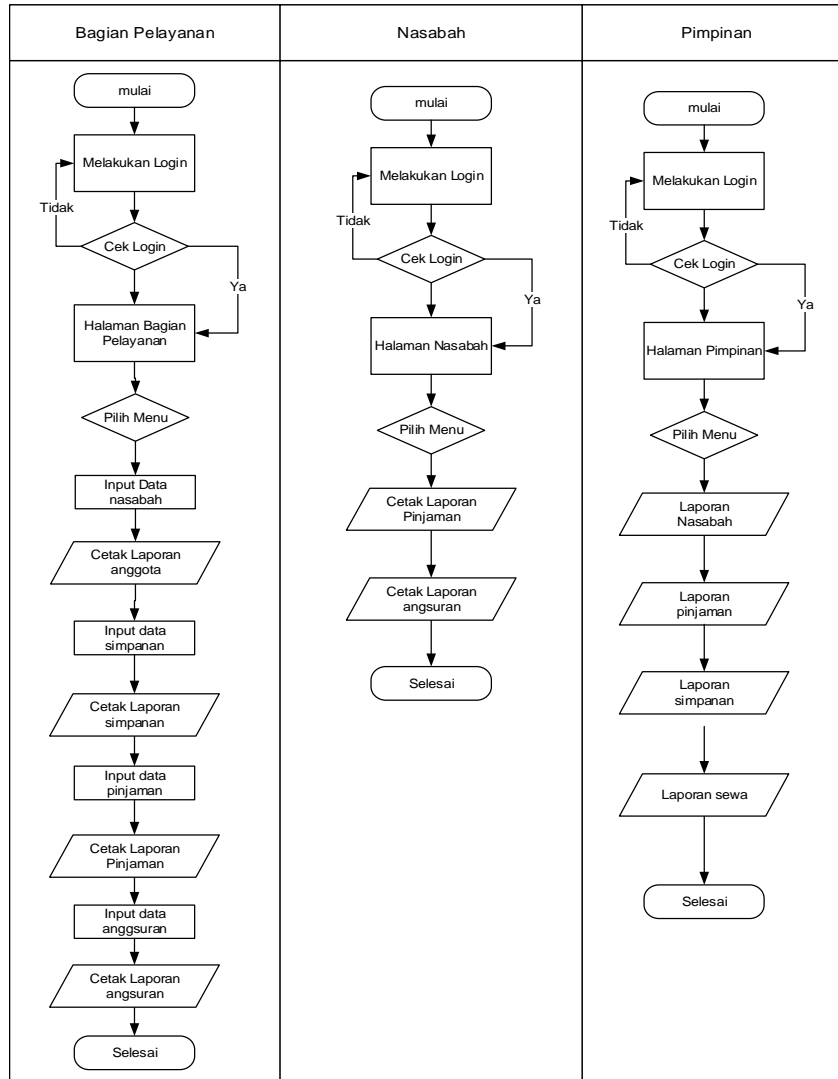 Bagian Pelayanan
mulai
Melakukan Login
Tidak
Cek Login
Ya
Halaman Bagian
Pelayanan
Pilih Menu
Input Data
nasabah
Cetak Laporan
anggota
Input data
simpanan
Cetak Laporan
simpanan
Input data
pinjaman
Cetak Laporan
Pinjaman
Input data
anggsuran
Cetak Laporan
angsuran
Selesai
Nasabah
mulai
Melakukan Login
Tidak
Cek Login
Ya
Halaman Nasabah
Pilih Menu
Cetak Laporan
Pinjaman
Cetak Laporan
angsuran
Selesai
Pimpinan
mulai
Melakukan Login
Tidak
Cek Login
Ya
Halaman Pimpinan
Pilih Menu
Laporan
Nasabah
Laporan
pinjaman
Laporan
simpanan
Laporan sewa
Selesai